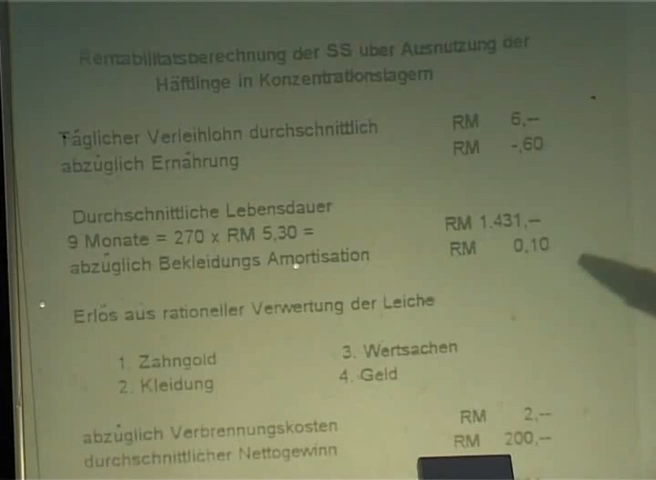 Rentabilitätsberechnung der SS über Ausnutzung der
Häftlinge in Konzentrationslagern
Täglicher Verleihlohn durchschnittlich RM 6,--
abzüglich Ernährung RM -,60
Durchschnittliche Lebensdauer
9 Monate = 270 x RM 5,30 = RM 1.431,--
abzüglich Bekleidungs Amortisation RM 0,10
Erlös aus rationeller Verwertung der Leiche
1. Zahngold 3. Wertsachen
2. Kleidung 4. Geld
abzüglich Verbrennungskosten RM 2,--
durchschnittlicher Nettogewinn RM 200,--